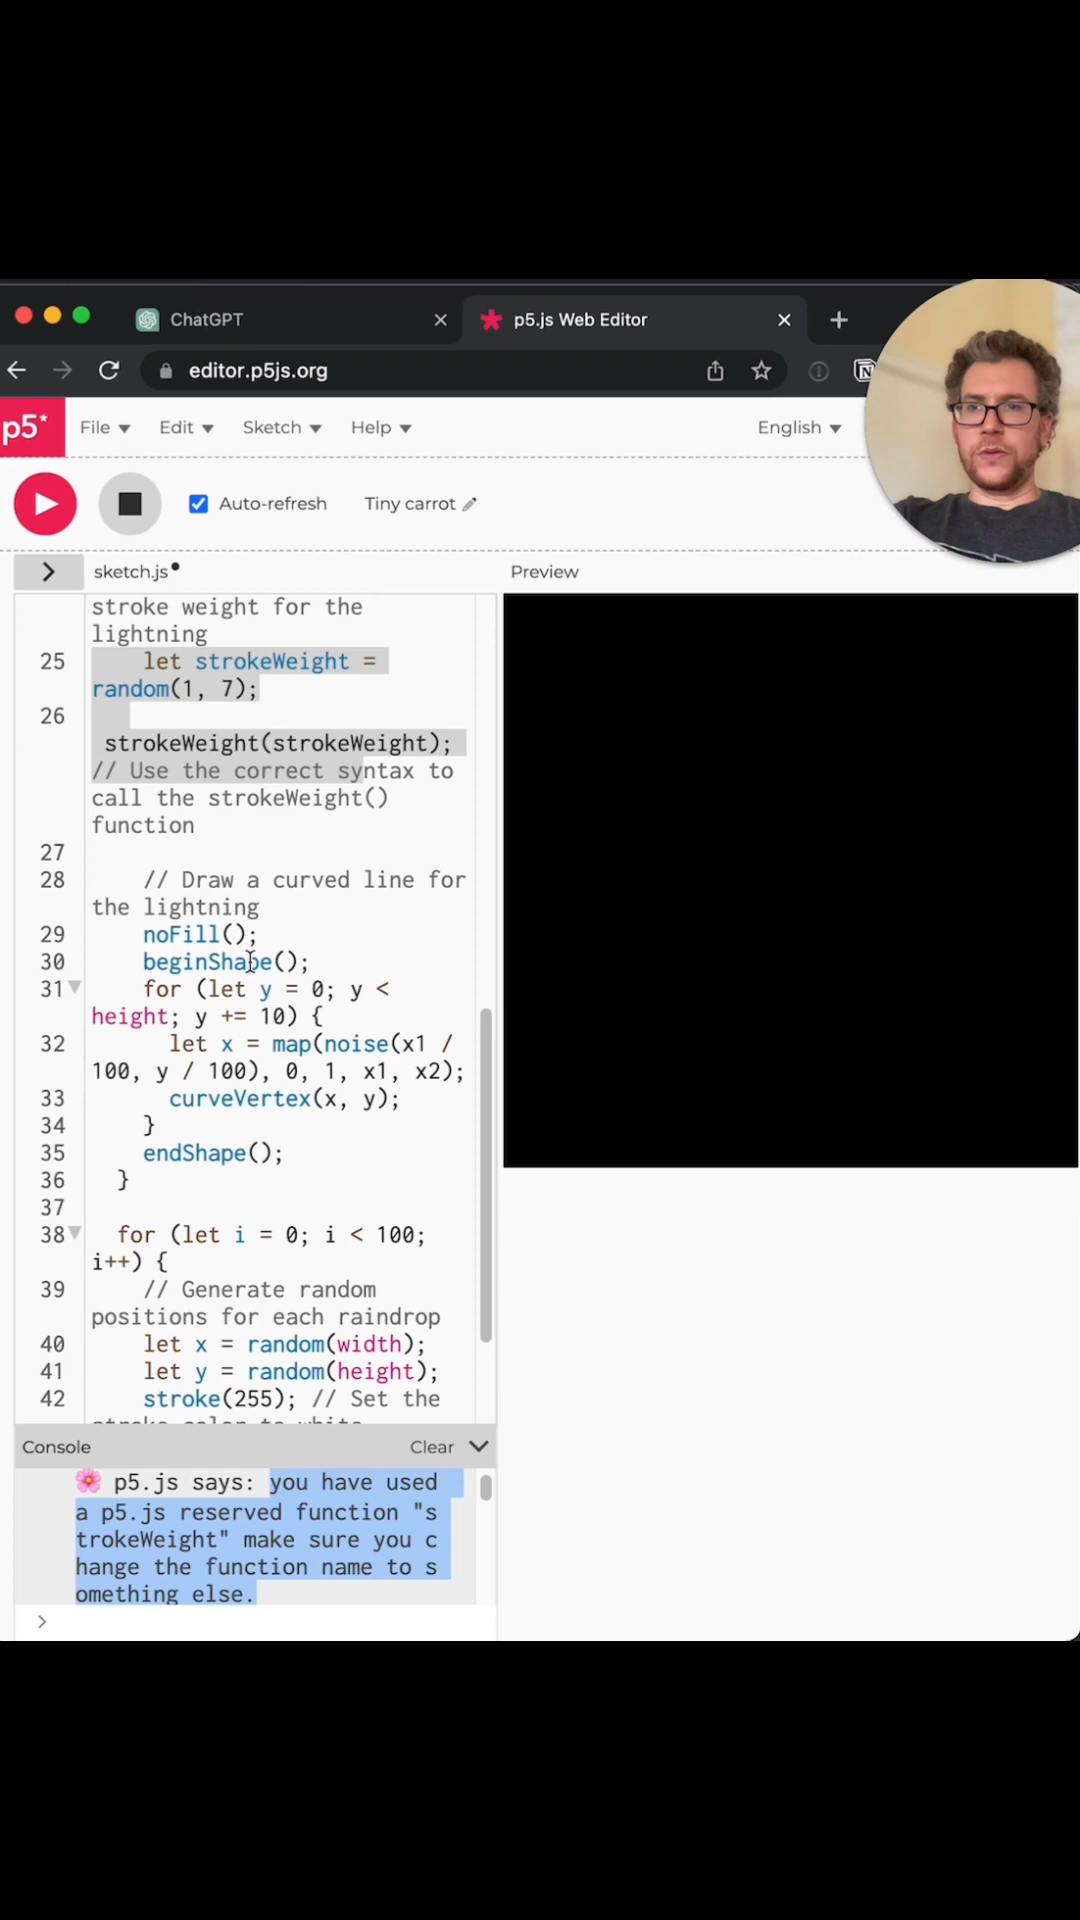 ChatGPT
p5.js Web Editor
editor.p5js.org
p5*
File
Edit
Sketch
Help
English
Auto-refresh
Tiny carrot
sketch.js
Preview
stroke weight for the
lightning
25 let strokeWeight =
random(1, 7);
26
strokeWeight(strokeWeight);
// Use the correct syntax to
call the strokeWeight()
function
27
28 // Draw a curved line for
the lightning
29 noFill();
30 beginShape();
31 for (let y = 0; y <
height; y += 10) {
32 let x = map(noise(x1 /
100, y / 100), 0, 1, x1, x2);
33 curveVertex(x, y);
34 }
35 endShape();
36 }
37
38 for (let i = 0; i < 100;
i++) {
39 // Generate random
positions for each raindrop
40 let x = random(width);
41 let y = random(height);
42 stroke(255); // Set the
stroke color to white
Console
Clear
🌸 p5.js says: you have used
a p5.js reserved function "s
trokeWeight" make sure you c
hange the function name to s
omething else.
>